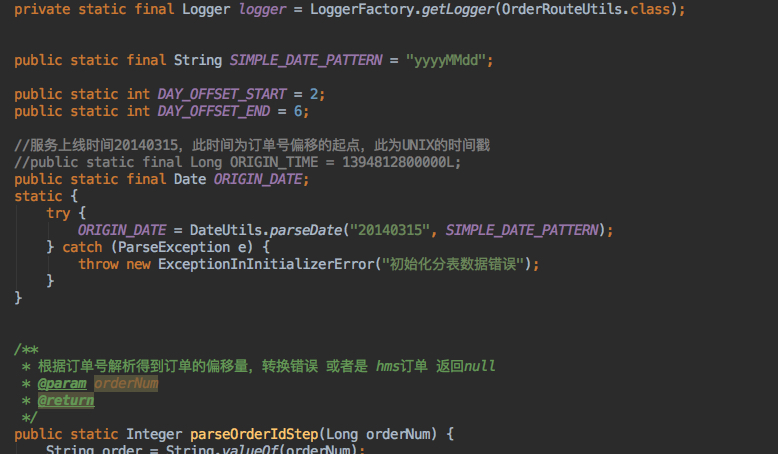 private static final Logger logger = LoggerFactory.getLogger(OrderRouteUtils.class);
public static final String SIMPLE_DATE_PATTERN = "yyyyMMdd";
public static int DAY_OFFSET_START = 2;
public static int DAY_OFFSET_END = 6;
//服务上线时间20140315，此时间为订单号偏移的起点，此为UNIX的时间戳
//public static final Long ORIGIN_TIME = 1394812800000L;
public static final Date ORIGIN_DATE;
static {
try {
ORIGIN_DATE = DateUtils.parseDate("20140315", SIMPLE_DATE_PATTERN);
} catch (ParseException e) {
throw new ExceptionInInitializerError("初始化分表数据错误");
}
}
/**
* 根据订单号解析得到订单的偏移量，转换错误 或者是 hms订单 返回null
* @param orderNum
* @return
*/
public static Integer parseOrderIdStep(Long orderNum) {
String order = String.valueOf(orderNum);